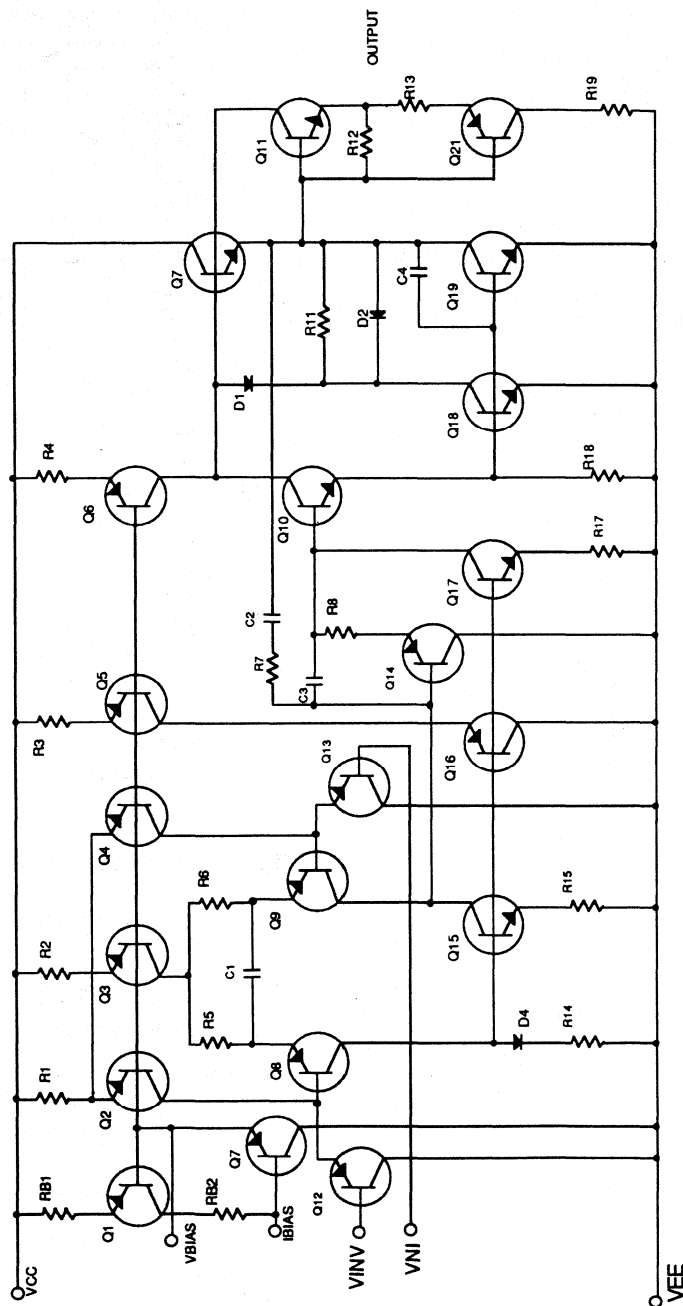 VCC
RB1
R1
R2
R3
R4
Q1
Q2
Q3
Q4
Q5
Q6
Q7
Q11
OUTPUT
RB2
VBIAS
IBIAS
Q7
Q12
VINV
VNI
R5
R6
C1
Q8
Q9
Q13
R7
C2
C3
R8
Q14
Q10
D1
R11
D2
C4
R12
R13
Q21
Q15
Q16
Q17
Q18
Q19
D4
R14
R15
R17
R18
R19
VEE